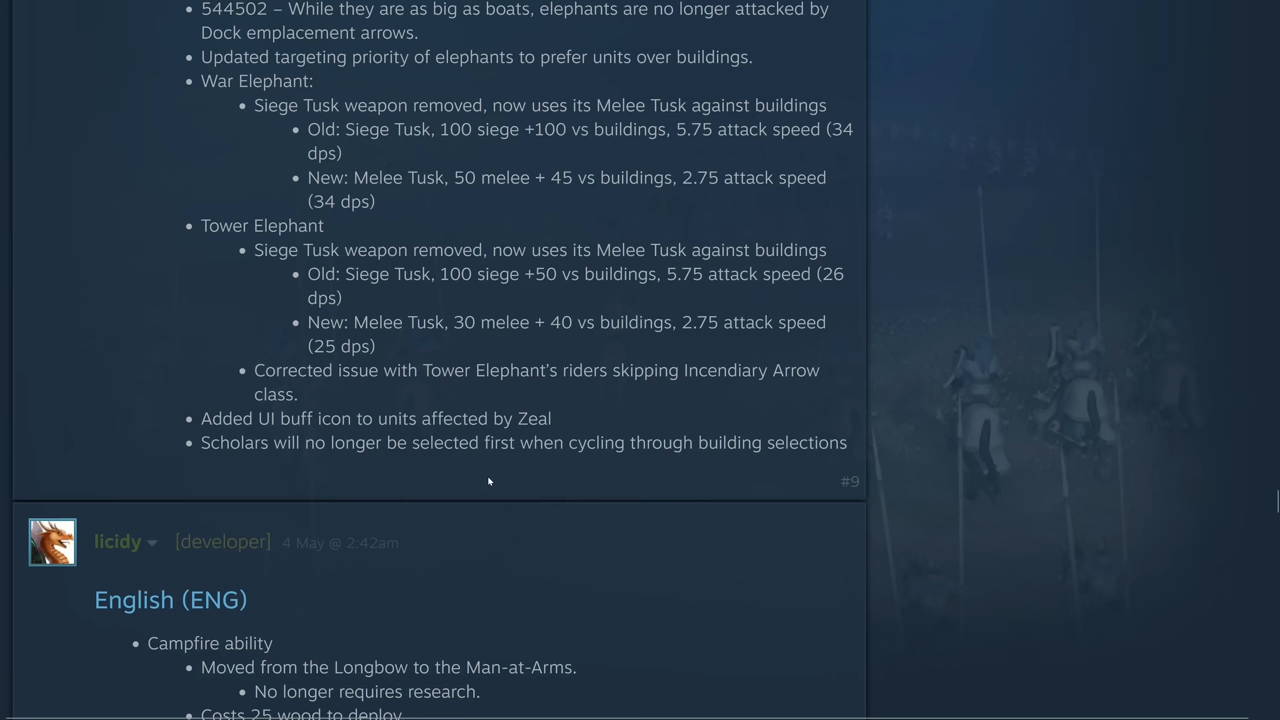 • 544502 – While they are as big as boats, elephants are no longer attacked by
Dock emplacement arrows.
• Updated targeting priority of elephants to prefer units over buildings.
• War Elephant:
• Siege Tusk weapon removed, now uses its Melee Tusk against buildings
• Old: Siege Tusk, 100 siege +100 vs buildings, 5.75 attack speed (34
dps)
• New: Melee Tusk, 50 melee + 45 vs buildings, 2.75 attack speed
(34 dps)
• Tower Elephant
• Siege Tusk weapon removed, now uses its Melee Tusk against buildings
• Old: Siege Tusk, 100 siege +50 vs buildings, 5.75 attack speed (26
dps)
• New: Melee Tusk, 30 melee + 40 vs buildings, 2.75 attack speed
(25 dps)
• Corrected issue with Tower Elephant's riders skipping Incendiary Arrow
class.
• Added UI buff icon to units affected by Zeal
• Scholars will no longer be selected first when cycling through building selections
#9
licidy [developer] 4 May @ 2:42am
English (ENG)
• Campfire ability
• Moved from the Longbow to the Man-at-Arms.
• No longer requires research.
• Costs 25 wood to deploy